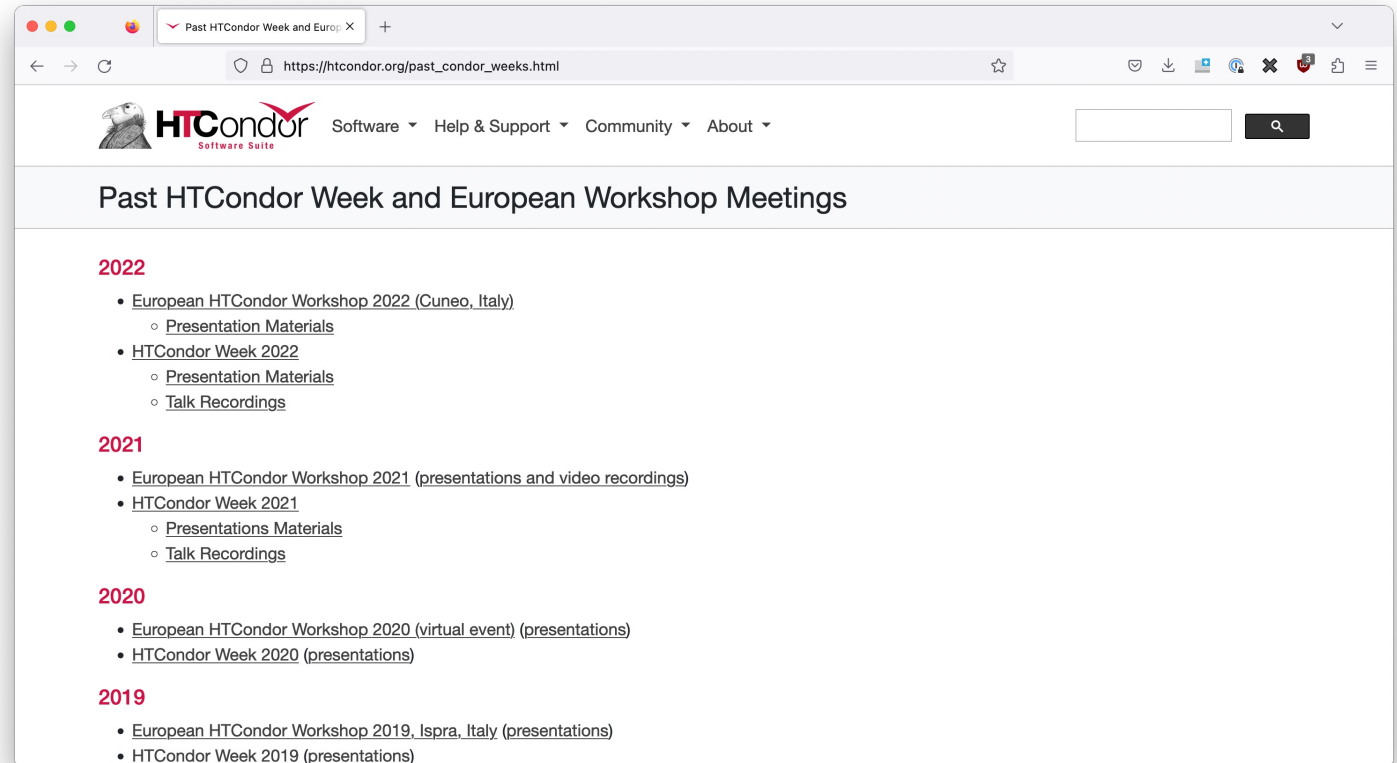 Past HTCondor Week and Europ
https://htcondor.org/past_condor_weeks.html
3
HTCondor
Software Suite
Software Help & Support Community About
Past HTCondor Week and European Workshop Meetings
2022
European HTCondor Workshop 2022 (Cuneo, Italy)
Presentation Materials
HTCondor Week 2022
Presentation Materials
Talk Recordings
2021
European HTCondor Workshop 2021 (presentations and video recordings)
HTCondor Week 2021
Presentations Materials
Talk Recordings
2020
European HTCondor Workshop 2020 (virtual event) (presentations)
HTCondor Week 2020 (presentations)
2019
European HTCondor Workshop 2019, Ispra, Italy (presentations)
HTCondor Week 2019 (presentations)